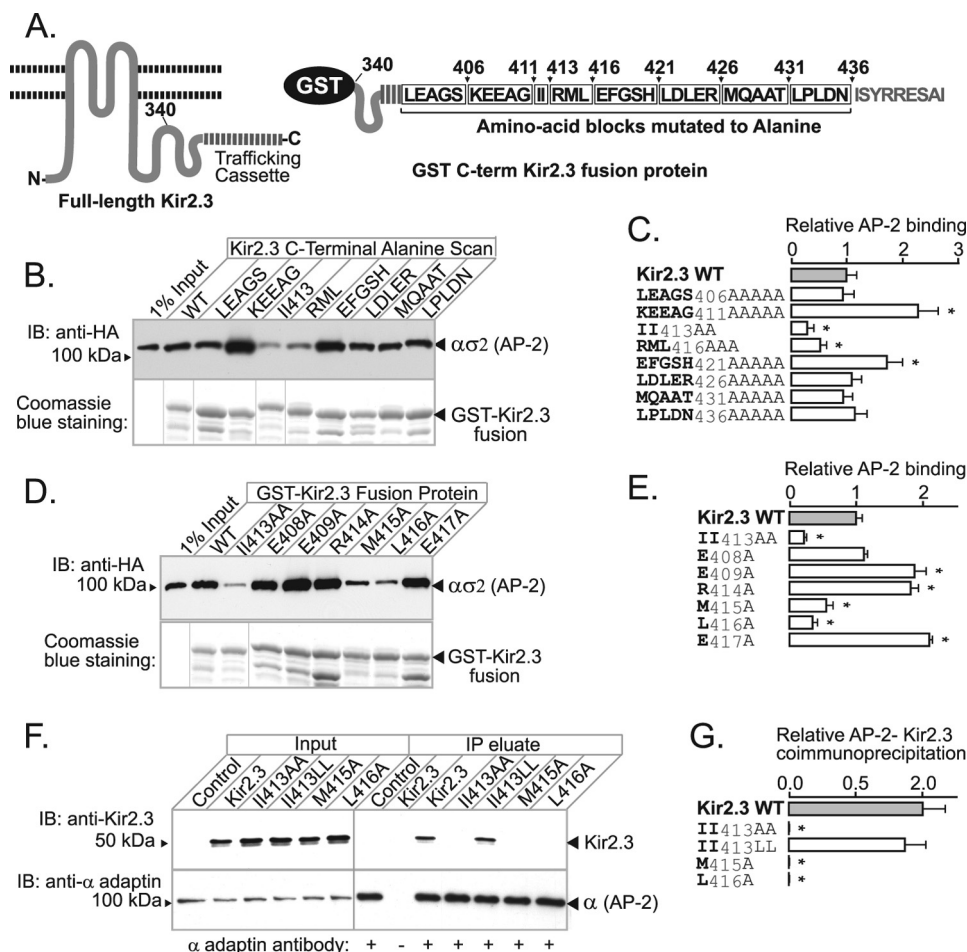 A.
340
N-
-C
Trafficking
Cassette
Full-length Kir2.3
GST
340
406 411 413 416 421 426 431 436
LEAGS KEEAG II RML EFGSH LDLER MQAAT LPLDN ISYRRESAI
Amino-acid blocks mutated to Alanine
GST C-term Kir2.3 fusion protein
B.
Kir2.3 C-Terminal Alanine Scan
1% Input
WT
LEAGS
KEEAG
II413
RML
EFGSH
LDLER
MQAAT
LPLDN
IB: anti-HA
100 kDa
ασ2 (AP-2)
Coomassie
blue staining:
GST-Kir2.3
fusion
C.
Relative AP-2 binding
0 1 2 3
Kir2.3 WT
LEAGS406AAAAA
KEEAG411AAAAA *
II413AA *
RML416AAA *
EFGSH421AAAAA *
LDLER426AAAAA
MQAAT431AAAAA
LPLDN436AAAAA
D.
GST-Kir2.3 Fusion Protein
1% Input
WT
II413AA
E408A
E409A
R414A
M415A
L416A
E417A
IB: anti-HA
100 kDa
ασ2 (AP-2)
Coomassie
blue staining:
GST-Kir2.3
fusion
E.
Relative AP-2 binding
0 1 2
Kir2.3 WT
II413AA *
E408A
E409A *
R414A *
M415A *
L416A *
E417A *
F.
Input
IP eluate
Control
Kir2.3
II413AA
II413LL
M415A
L416A
Control
Kir2.3
Kir2.3
II413AA
II413LL
M415A
L416A
IB: anti-Kir2.3
50 kDa
Kir2.3
IB: anti-α adaptin
100 kDa
α (AP-2)
α adaptin antibody: + - + + + + +
G.
Relative AP-2- Kir2.3
coimmunoprecipitation
0.0 0.5 2.0
Kir2.3 WT
II413AA *
II413LL
M415A *
L416A *